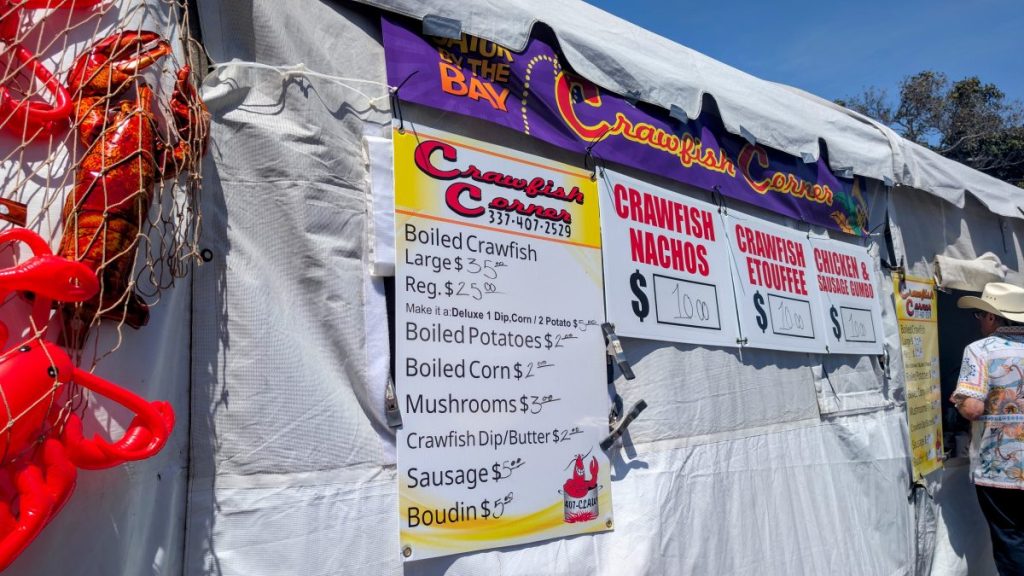 GATOR
BY THE
BAY
Crawfish Corner
Crawfish
Corner
337-407-2529
Boiled Crawfish
Large $35.00
Reg. $25.00
Make it a:Deluxe 1 Dip,Corn / 2 Potato $5.00
Boiled Potatoes $2.00
Boiled Corn $2.00
Mushrooms $3.00
Crawfish Dip/Butter $2.00
Sausage $5.00
Boudin $5.00
CRAWFISH
NACHOS
$ 10.00
CRAWFISH
ETOUFFEE
$ 10.00
CHICKEN &
SAUSAGE GUMBO
$ 10.00
Crawfish
Corner